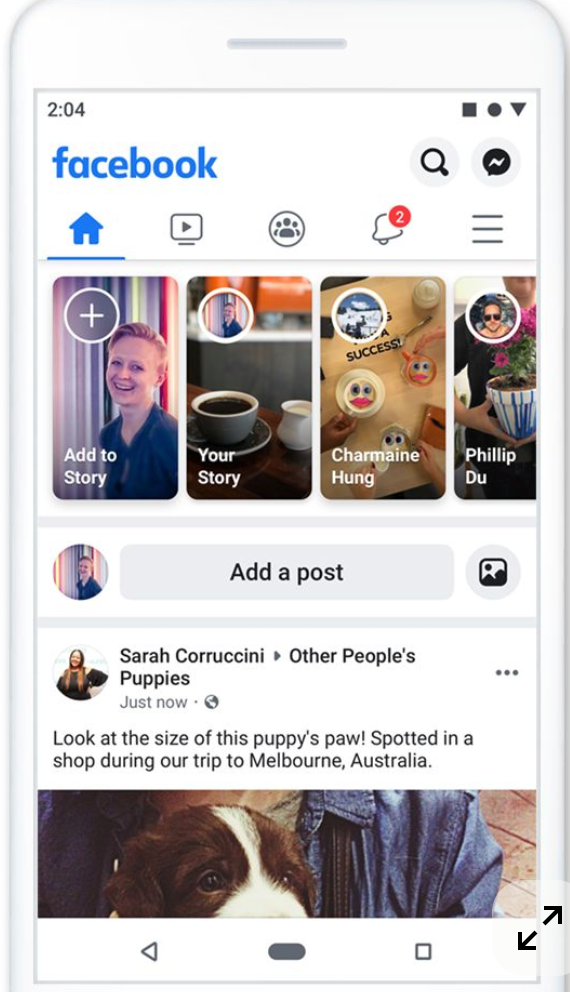 2:04
facebook
2
SUCCESS!
Add to
Story
Your
Story
Charmaine
Hung
Phillip
Du
Add a post
Sarah Corruccini ▸ Other People's
Puppies
Just now ·
Look at the size of this puppy's paw! Spotted in a
shop during our trip to Melbourne, Australia.